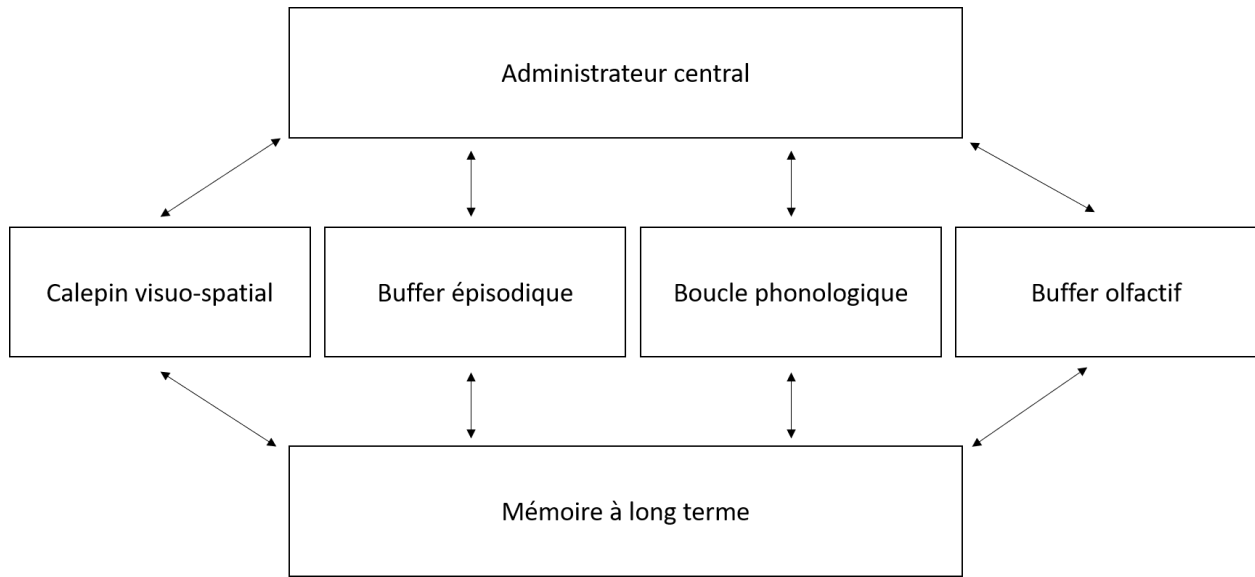 Administrateur central
Calepin visuo-spatial
Buffer épisodique
Boucle phonologique
Buffer olfactif
Mémoire à long terme